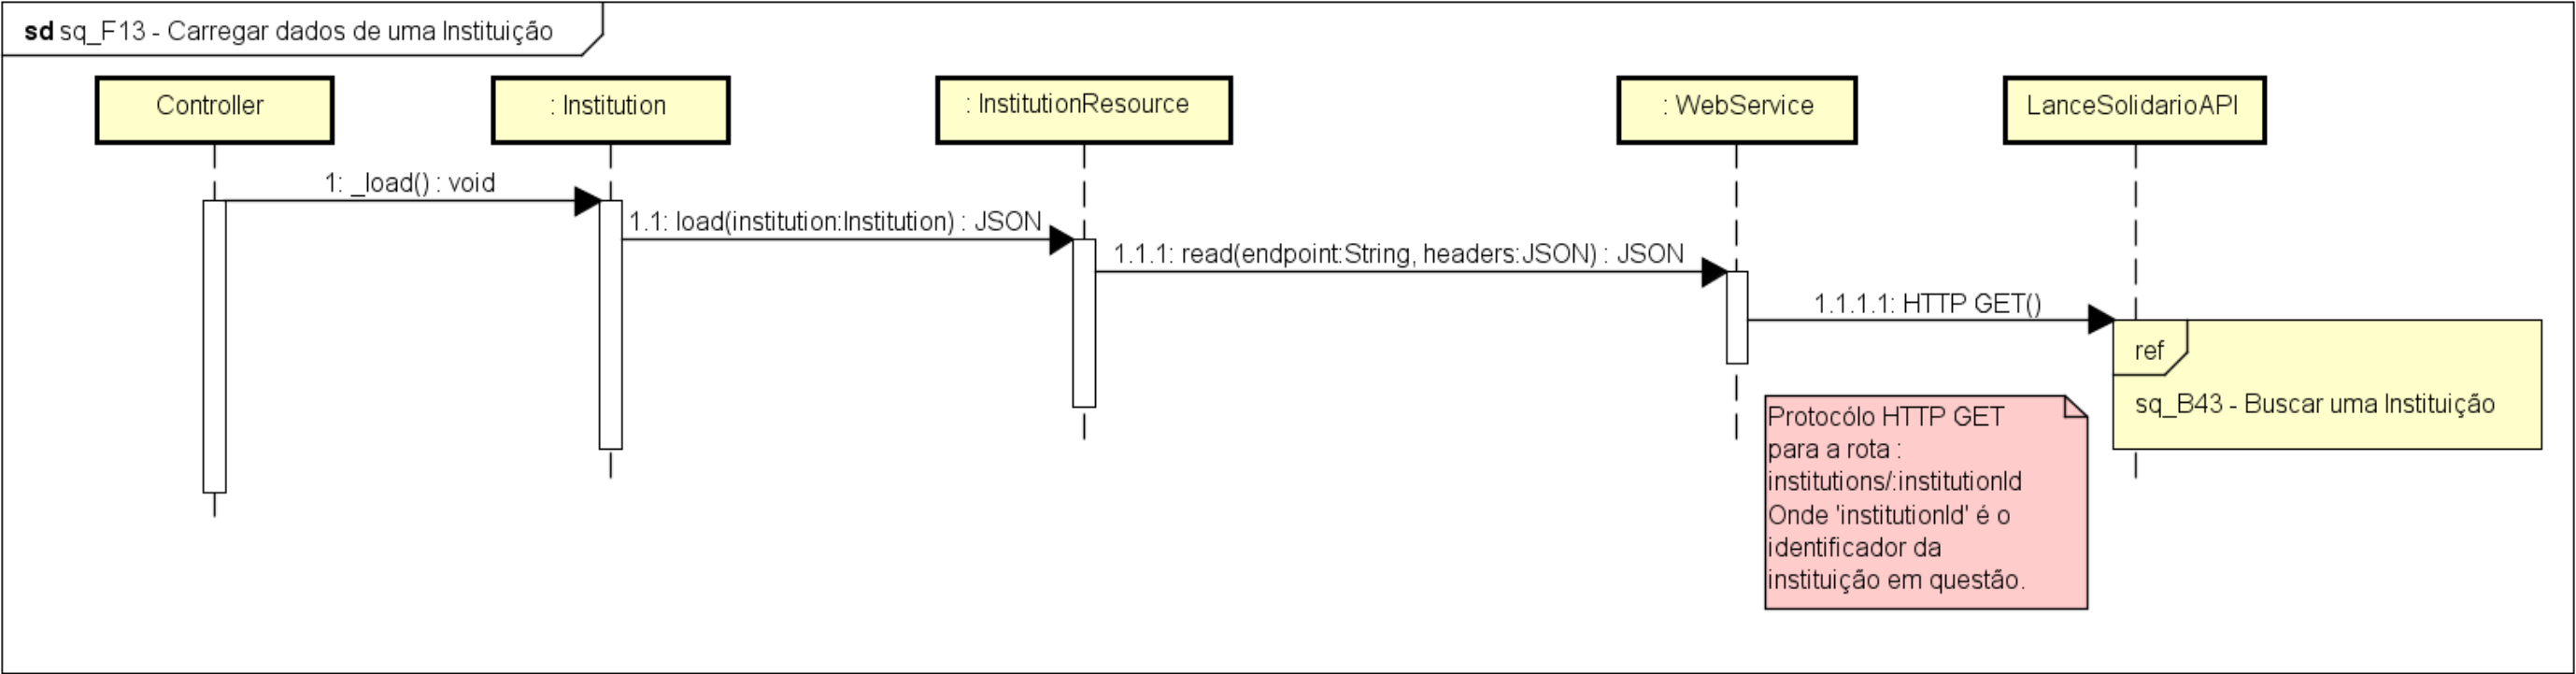 sd sq_F13 - Carregar dados de uma Instituição
Controller
: Institution
: InstitutionResource
: WebService
LanceSolidarioAPI
1: _load() : void
1.1: load(institution:Institution) : JSON
1.1.1: read(endpoint:String, headers:JSON) : JSON
1.1.1.1: HTTP GET()
ref
sq_B43 - Buscar uma Instituição
Protocólo HTTP GET
para a rota :
institutions/:institutionId
Onde 'institutionId' é o
identificador da
instituição em questão.